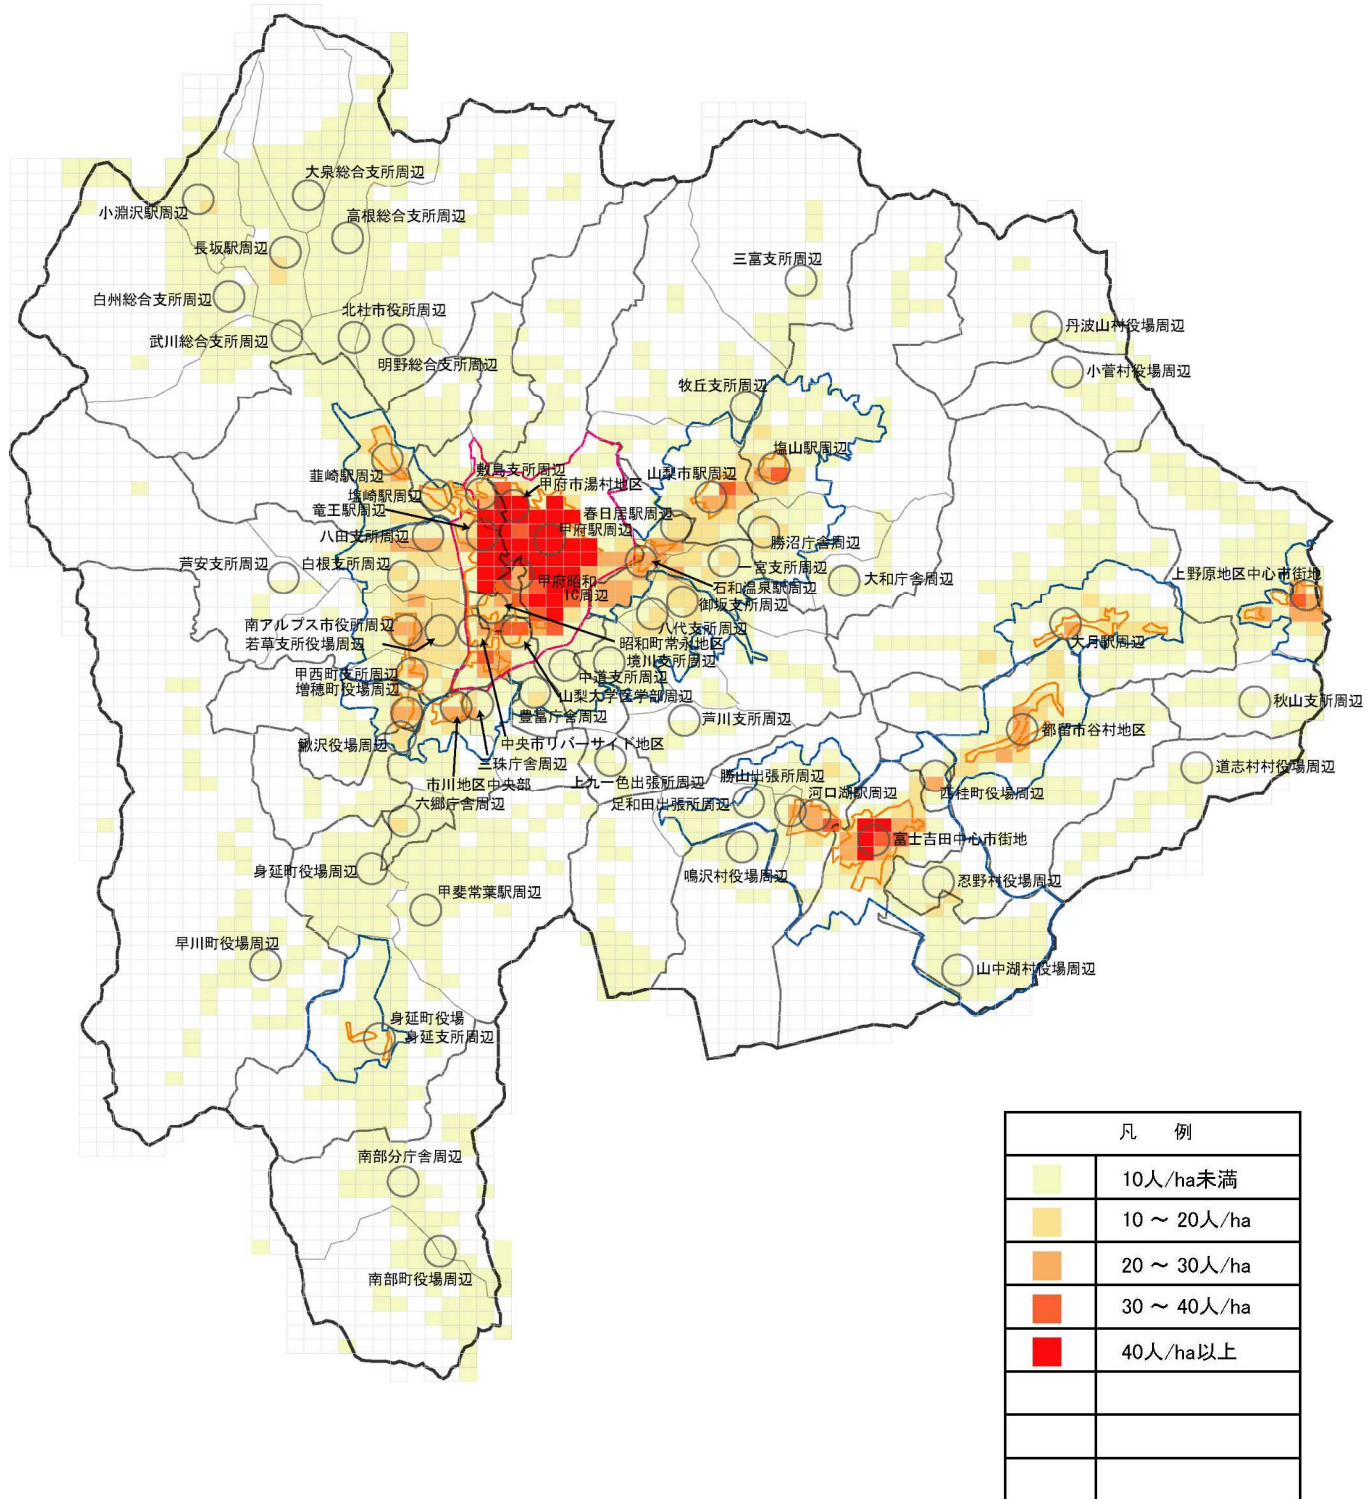 大泉総合支所周辺
小淵沢駅周辺
高根総合支所周辺
長坂駅周辺
三富支所周辺
白州総合支所周辺
北杜市役所周辺
丹波山村役場周辺
武川総合支所周辺
明野総合支所周辺
小菅村役場周辺
牧丘支所周辺
塩山駅周辺
韮崎駅周辺
敷島支所周辺
山梨市駅周辺
甲府市湯村地区
塩崎駅周辺
竜王駅周辺
春日居駅周辺
八田支所周辺
甲府駅周辺
勝沼庁舎周辺
芦安支所周辺
白根支所周辺
一宮支所周辺
甲府昭和
IC周辺
石和温泉駅周辺
大和庁舎周辺
上野原地区中心市街地
御坂支所周辺
南アルプス市役所周辺
八代支所周辺
若草支所役場周辺
昭和町常永地区
大月駅周辺
境川支所周辺
甲西町支所周辺
中道支所周辺
増穂町役場周辺
山梨大学医学部周辺
秋山支所周辺
豊富庁舎周辺
芦川支所周辺
都留市谷村地区
鰍沢役場周辺
中央市リバーサイド地区
三珠庁舎周辺
道志村村役場周辺
市川地区中央部
上九一色出張所周辺
勝山出張所周辺
西桂町役場周辺
六郷庁舎周辺
足和田出張所周辺
河口湖駅周辺
富士吉田中心市街地
身延町役場周辺
鳴沢村役場周辺
忍野村役場周辺
甲斐常葉駅周辺
早川町役場周辺
山中湖村役場周辺
身延町役場
身延支所周辺
南部分庁舎周辺
南部町役場周辺
凡　例
10人/ha未満
10 ～ 20人/ha
20 ～ 30人/ha
30 ～ 40人/ha
40人/ha以上